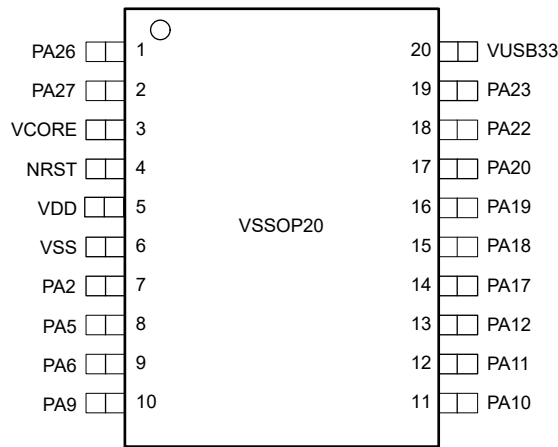 PA26 1 20 VUSB33
PA27 2 19 PA23
VCORE 3 18 PA22
NRST 4 17 PA20
VDD 5 16 PA19
VSSOP20
VSS 6 15 PA18
PA2 7 14 PA17
PA5 8 13 PA12
PA6 9 12 PA11
PA9 10 11 PA10